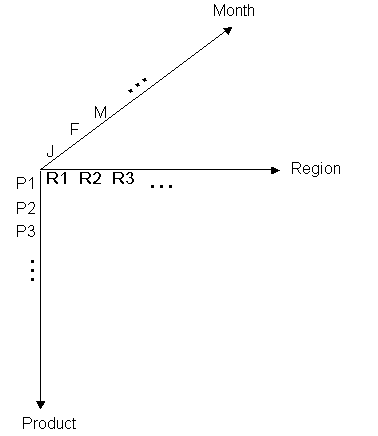 Month
...
M
F
J
Region
R1 R2 R3 ...
P1
P2
P3
...
Product